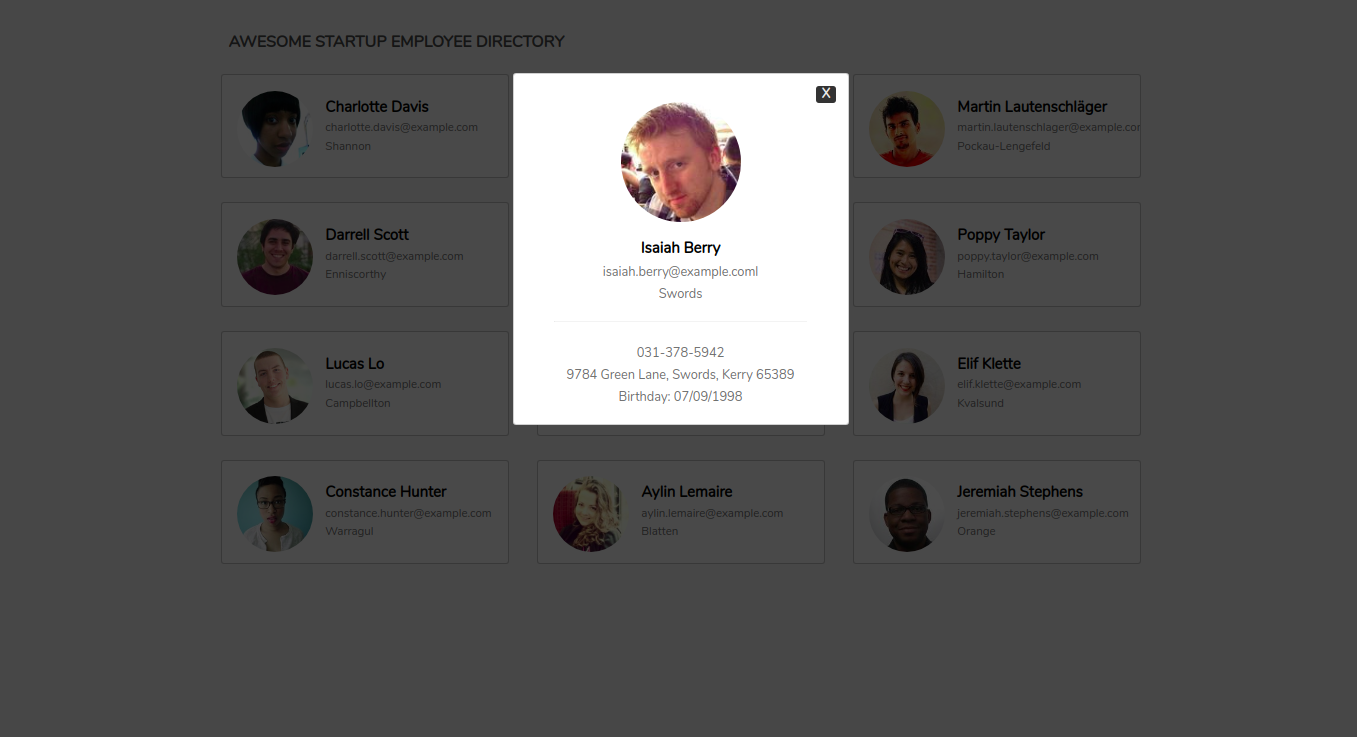 AWESOME STARTUP EMPLOYEE DIRECTORY
Charlotte Davis
charlotte.davis@example.com
Shannon
X
Isaiah Berry
isaiah.berry@example.coml
Swords
031-378-5942
9784 Green Lane, Swords, Kerry 65389
Birthday: 07/09/1998
Martin Lautenschläger
martin.lautenschlager@example.cor
Pockau-Lengefeld
Darrell Scott
darrell.scott@example.com
Enniscorthy
Poppy Taylor
poppy.taylor@example.com
Hamilton
Lucas Lo
lucas.lo@example.com
Campbellton
Elif Klette
elif.klette@example.com
Kvalsund
Constance Hunter
constance.hunter@example.com
Warragul
Aylin Lemaire
aylin.lemaire@example.com
Blatten
Jeremiah Stephens
jeremiah.stephens@example.com
Orange